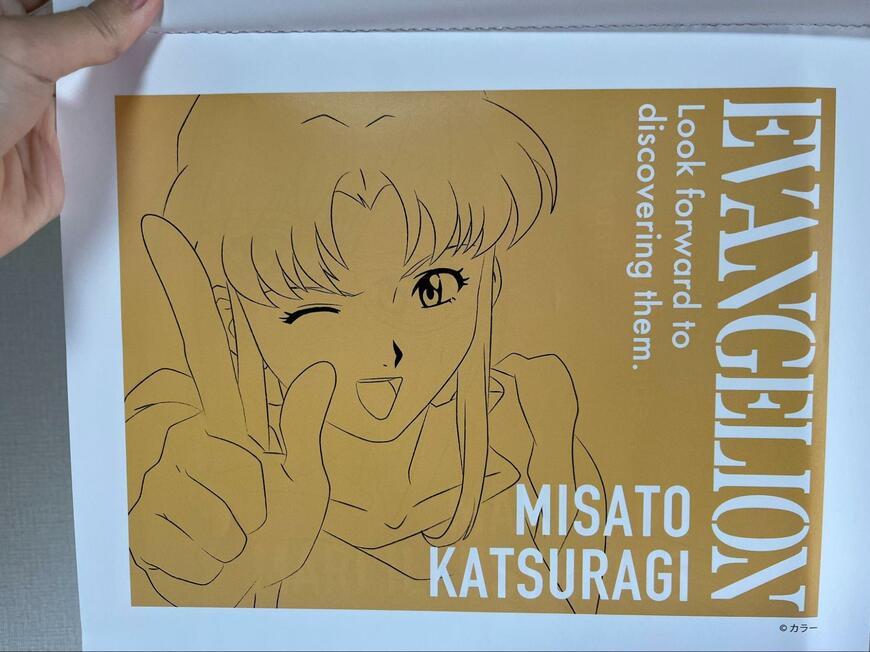 EVANGELION
Look forward to
discovering them.
MISATO
KATSURAGI
© カラー